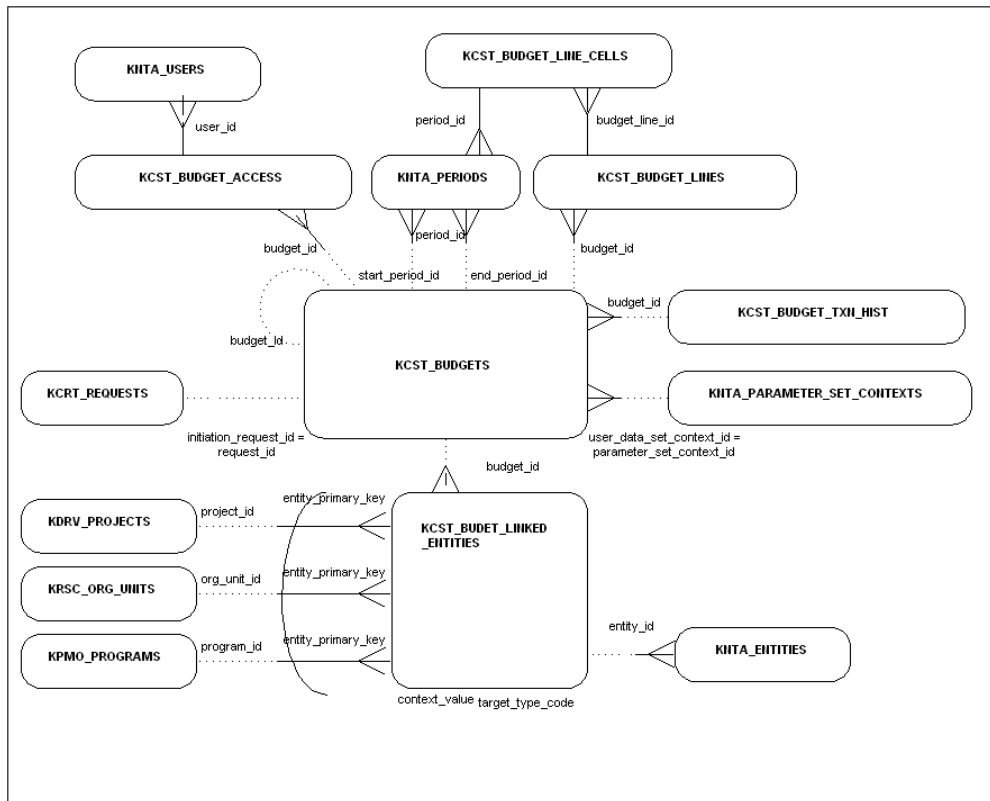 KNTA_USERS
KCST_BUDGET_LINE_CELLS
user_id
period_id
budget_line_id
KCST_BUDGET_ACCESS
KNTA_PERIODS
KCST_BUDGET_LINES
period_id
budget_id
budget_id
start_period_id
end_period_id
budget_id
KCST_BUDGET_TXN_HIST
budget_id
KCST_BUDGETS
KCRT_REQUESTS
KNTA_PARAMETER_SET_CONTEXTS
initiation_request_id =
request_id
user_data_set_context_id =
parameter_set_context_id
budget_id
KDRV_PROJECTS
project_id
entity_primary_key
KCST_BUDET_LINKED
_ENTITIES
KRSC_ORG_UNITS
org_unit_id
entity_primary_key
KPMO_PROGRAMS
program_id
entity_primary_key
entity_id
KNTA_ENTITIES
context_value
target_type_code